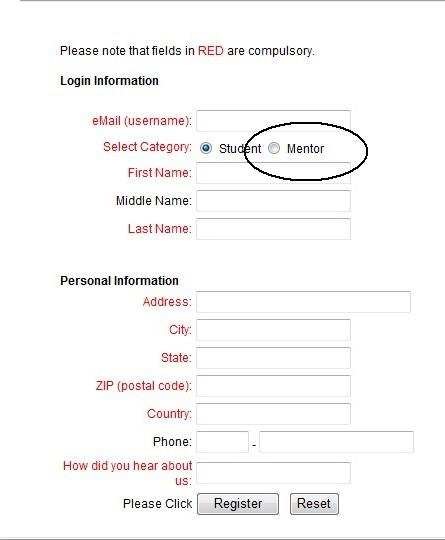 Please note that fields in RED are compulsory.
Login Information
eMail (username):
Select Category: Student Mentor
First Name:
Middle Name:
Last Name:
Personal Information
Address:
City:
State:
ZIP (postal code):
Country:
Phone: -
How did you hear about
us:
Please Click Register Reset